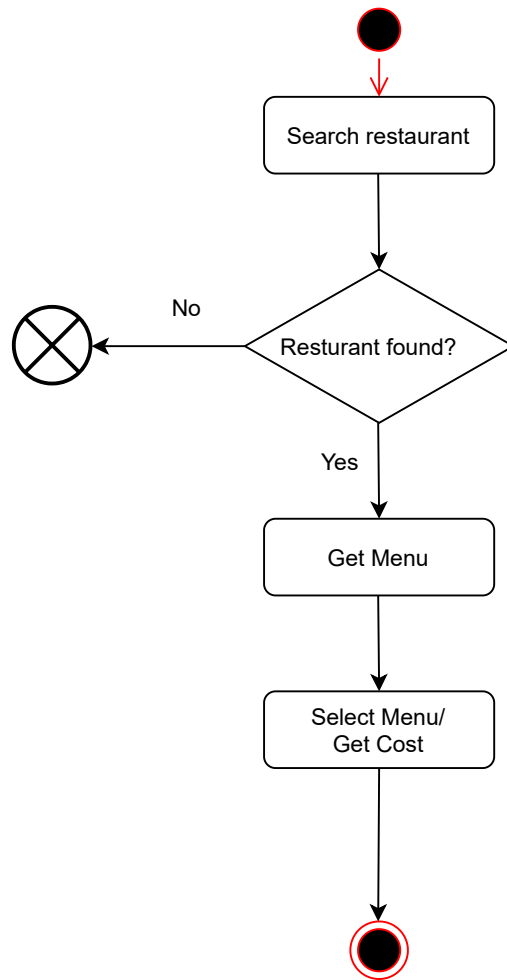 Search restaurant
No
Resturant found?
Yes
Get Menu
Select Menu/
Get Cost